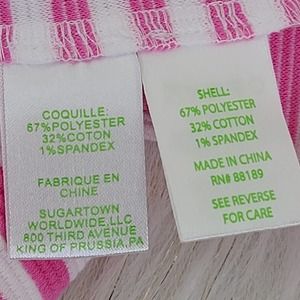 COQUILLE:
67%POLYESTER
32%COTON
1%SPANDEX
FABRIQUE EN
CHINE
SUGARTOWN
WORLDWIDE,LLC
800 THIRD AVENUE
KING OF PRUSSIA,PA
SHELL:
67% POLYESTER
32% COTTON
1% SPANDEX
MADE IN CHINA
RN# 88189
SEE REVERSE
FOR CARE